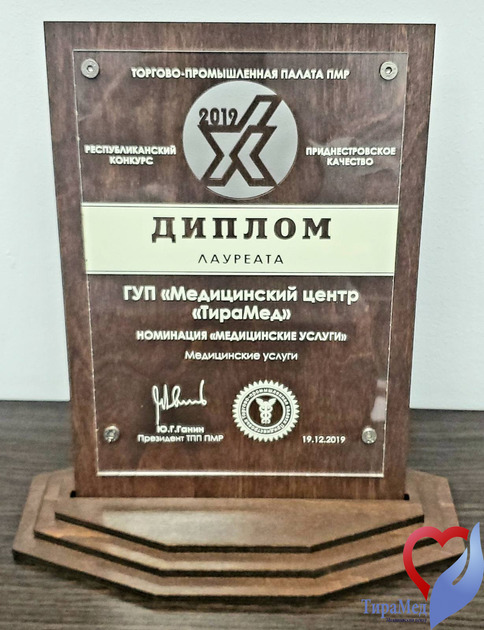 ТОРГОВО-ПРОМЫШЛЕННАЯ ПАЛАТА ПМР
2019
РЕСПУБЛИКАНСКИЙ
КОНКУРС
ПРИДНЕСТРОВСКОЕ
КАЧЕСТВО
ДИПЛОМ
ЛАУРЕАТА
ГУП «Медицинский центр
«ТираМед»
НОМИНАЦИЯ «МЕДИЦИНСКИЕ УСЛУГИ»
Медицинские услуги
Ю.Г.Ганин
Президент ТПП ПМР
19.12.2019
ТираМед